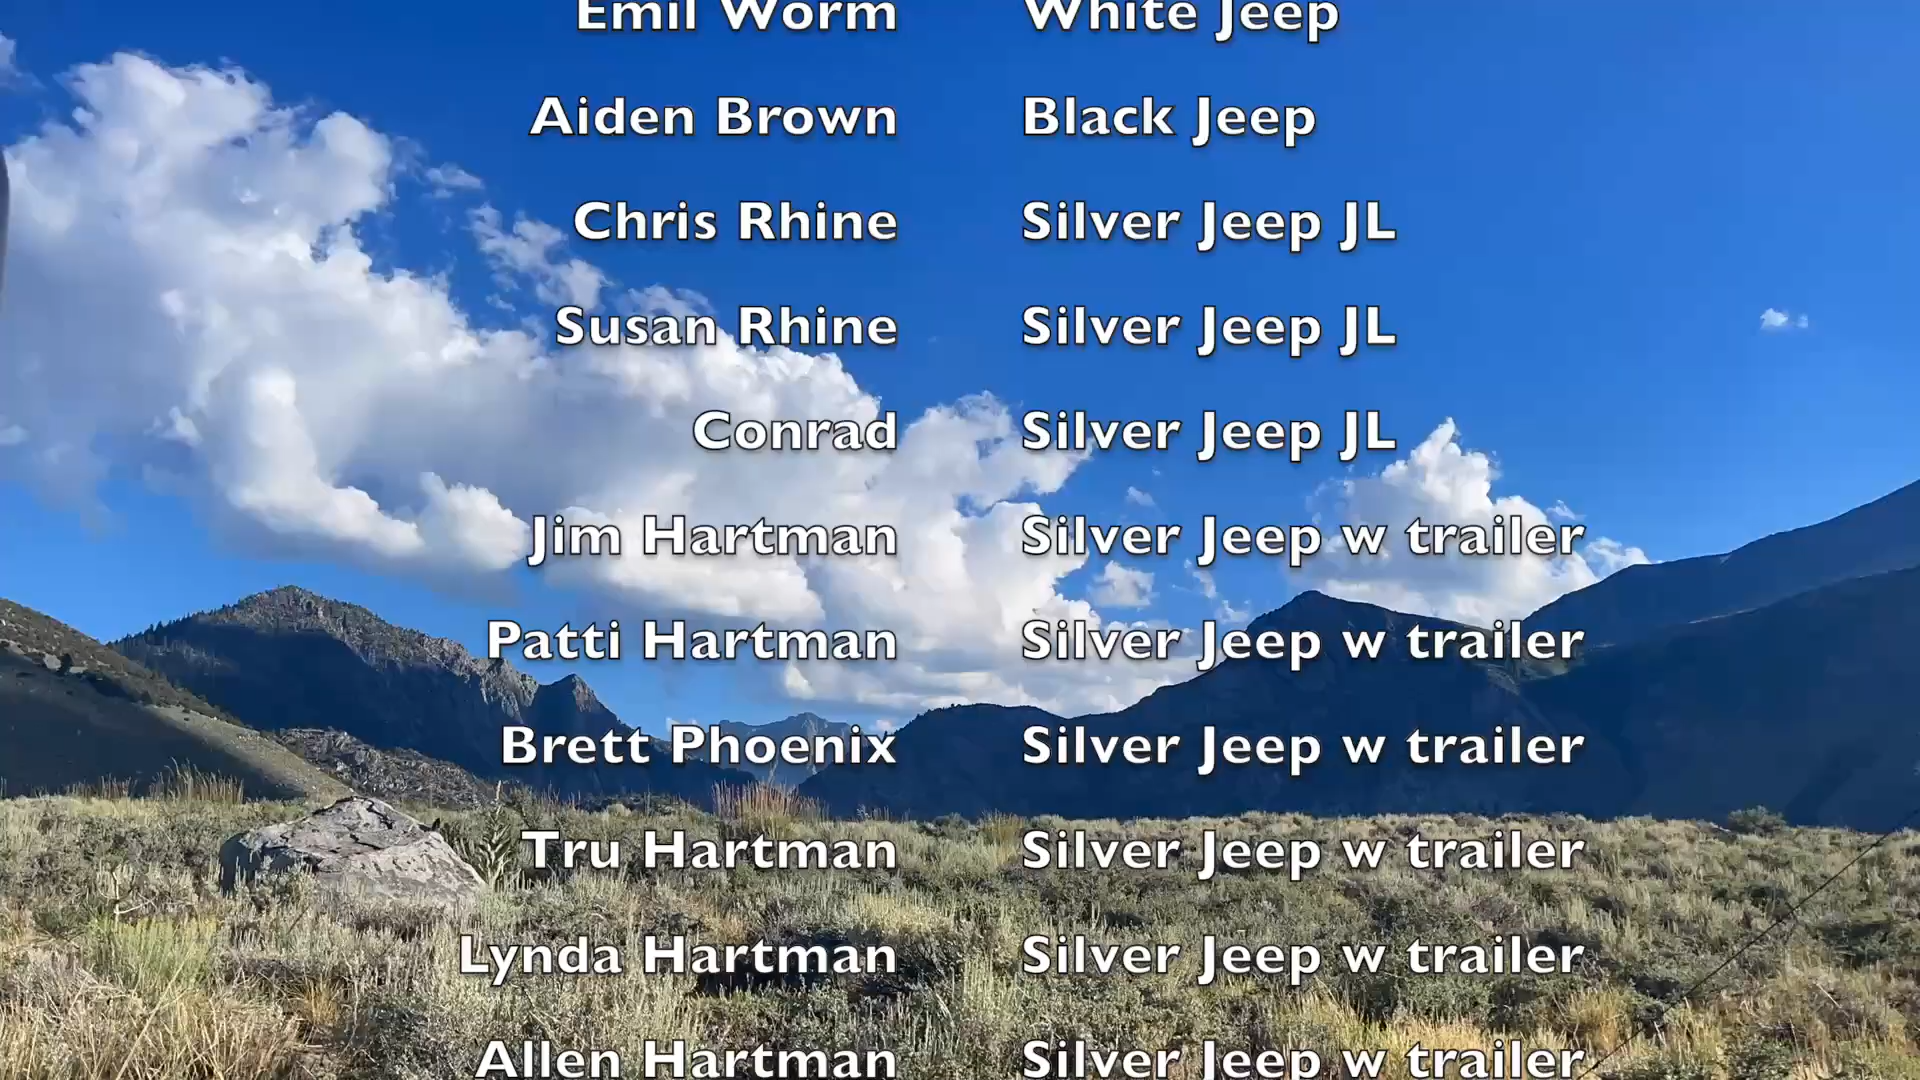 Emil Worm White Jeep
Aiden Brown Black Jeep
Chris Rhine Silver Jeep JL
Susan Rhine Silver Jeep JL
Conrad Silver Jeep JL
Jim Hartman Silver Jeep w trailer
Patti Hartman Silver Jeep w trailer
Brett Phoenix Silver Jeep w trailer
Tru Hartman Silver Jeep w trailer
Lynda Hartman Silver Jeep w trailer
Allen Hartman Silver Jeep w trailer